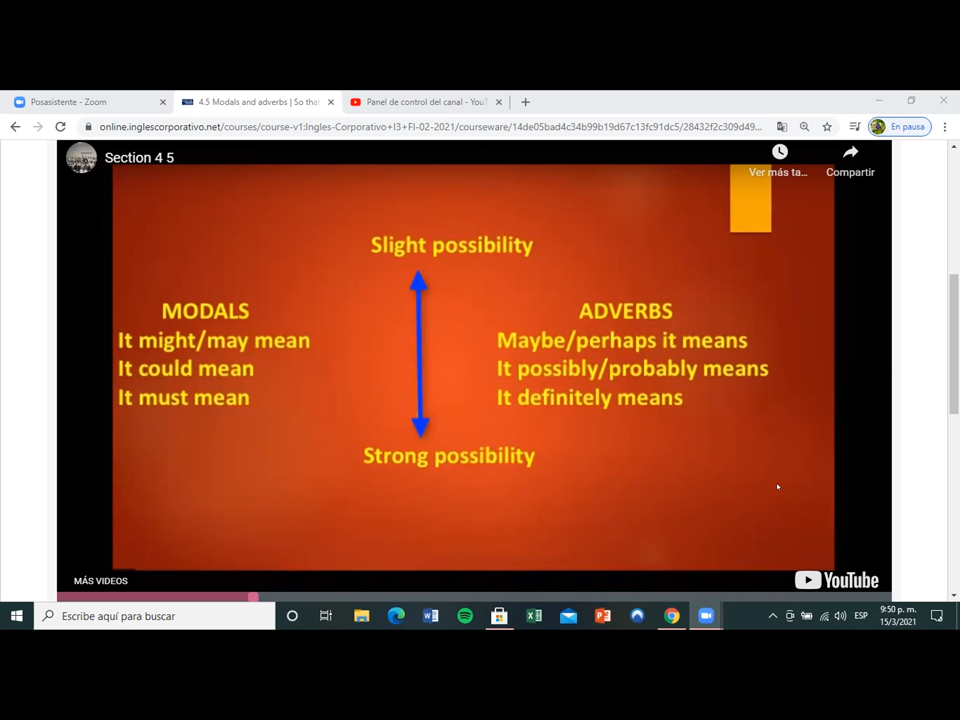 Posasistente - Zoom
4.5 Modals and adverbs | So tha
Panel de control del canal - YouT
online.inglescorporativo.net/courses/course-v1:Ingles-Corporativo+I3+FI-02-2021/courseware/14de05bad4c34b99b19d67c13fc91dc5/28432f2c309d49...
En pausa
Section 4 5
Ver más ta...
Compartir
Slight possibility
MODALS
It might/may mean
It could mean
It must mean
ADVERBS
Maybe/perhaps it means
It possibly/probably means
It definitely means
Strong possibility
MÁS VIDEOS
YouTube
Escribe aquí para buscar
ESP
9:50 p. m.
15/3/2021